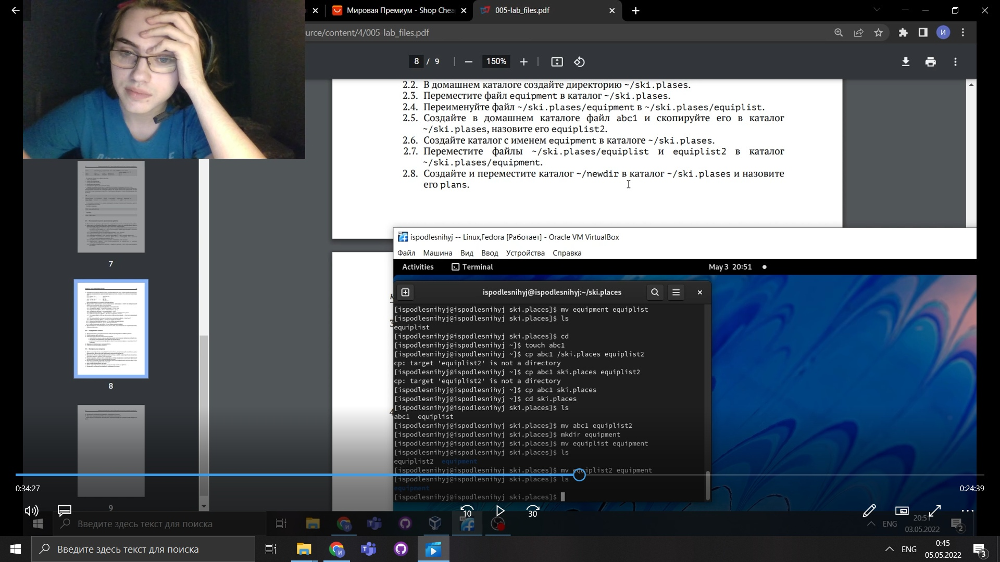 Мировая Премиум - Shop Chea
005-lab_files.pdf
urce/content/4/005-lab_files.pdf
И
8 / 9
150%
2.2. В домашнем каталоге создайте директорию ~/ski.plases.
2.3. Переместите файл equipment в каталог ~/ski.plases.
2.4. Переименуйте файл ~/ski.plases/equipment в ~/ski.plases/equiplist.
2.5. Создайте в домашнем каталоге файл abc1 и скопируйте его в каталог
~/ski.plases, назовите его equiplist2.
2.6. Создайте каталог с именем equipment в каталоге ~/ski.plases.
2.7. Переместите файлы ~/ski.plases/equiplist и equiplist2 в каталог
~/ski.plases/equipment.
2.8. Создайте и переместите каталог ~/newdir в каталог ~/ski.plases и назовите
его plans.
7
8
9
ispodlesnihyj -- Linux,Fedora [Работает] - Oracle VM VirtualBox
Файл Машина Вид Ввод Устройства Справка
Activities Terminal May 3 20:51
ispodlesnihyj@ispodlesnihyj:~/ski.places
[ispodlesnihyj@ispodlesnihyj ski.places]$ mv equipment equiplist
[ispodlesnihyj@ispodlesnihyj ski.places]$ ls
equiplist
[ispodlesnihyj@ispodlesnihyj ski.places]$ cd
[ispodlesnihyj@ispodlesnihyj ~]$ touch abc1
[ispodlesnihyj@ispodlesnihyj ~]$ cp abc1 /ski.places equiplist2
cp: target 'equiplist2' is not a directory
[ispodlesnihyj@ispodlesnihyj ~]$ cp abc1 ski.places equiplist2
cp: target 'equiplist2' is not a directory
[ispodlesnihyj@ispodlesnihyj ~]$ cp abc1 ski.places
[ispodlesnihyj@ispodlesnihyj ~]$ cd ski.places
[ispodlesnihyj@ispodlesnihyj ski.places]$ ls
abc1 equiplist
[ispodlesnihyj@ispodlesnihyj ski.places]$ mv abc1 equiplist2
[ispodlesnihyj@ispodlesnihyj ski.places]$ mkdir equipment
[ispodlesnihyj@ispodlesnihyj ski.places]$ mv equiplist equipment
[ispodlesnihyj@ispodlesnihyj ski.places]$ ls
equiplist2 equipment
[ispodlesnihyj@ispodlesnihyj ski.places]$ mv equiplist2 equipment
[ispodlesnihyj@ispodlesnihyj ski.places]$ ls
equipment
[ispodlesnihyj@ispodlesnihyj ski.places]$
0:34:27
0:24:39
10
30
Введите здесь текст для поиска
ENG
20:51
03.05.2022
2
Введите здесь текст для поиска
ENG
0:45
05.05.2022
3